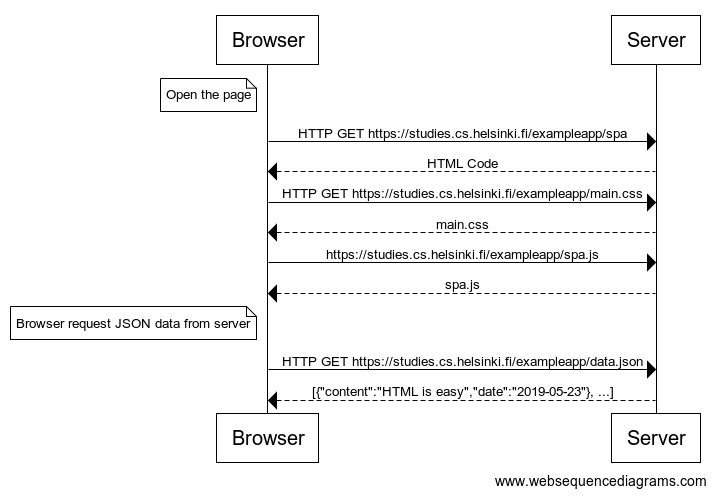 Browser
Server
Open the page
HTTP GET https://studies.cs.helsinki.fi/exampleapp/spa
HTML Code
HTTP GET https://studies.cs.helsinki.fi/exampleapp/main.css
main.css
https://studies.cs.helsinki.fi/exampleapp/spa.js
spa.js
Browser request JSON data from server
HTTP GET https://studies.cs.helsinki.fi/exampleapp/data.json
[{"content":"HTML is easy","date":"2019-05-23"}, ...]
Browser
Server
www.websequencediagrams.com